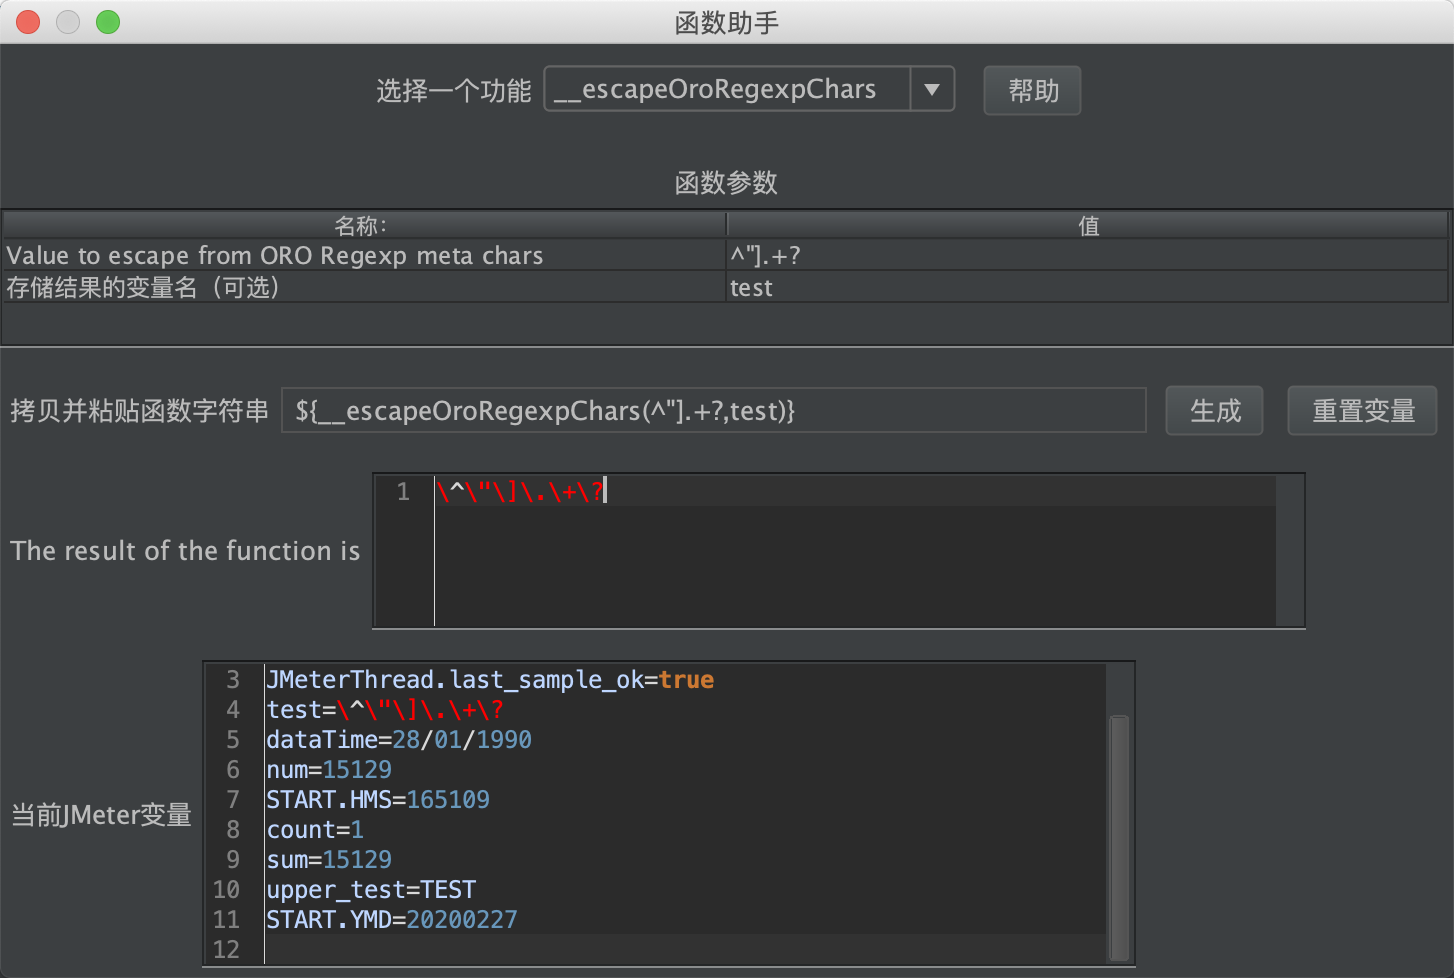 函数助手
选择一个功能 __escapeOroRegexpChars 帮助
函数参数
名称: 值
Value to escape from ORO Regexp meta chars ^"].+?
存储结果的变量名（可选） test
拷贝并粘贴函数字符串 ${__escapeOroRegexpChars(^"].+?,test)} 生成 重置变量
The result of the function is
1 \^\"\]\.\+\?
当前JMeter变量
3 JMeterThread.last_sample_ok=true
4 test=\^\"\]\.\+\?
5 dataTime=28/01/1990
6 num=15129
7 START.HMS=165109
8 count=1
9 sum=15129
10 upper_test=TEST
11 START.YMD=20200227
12